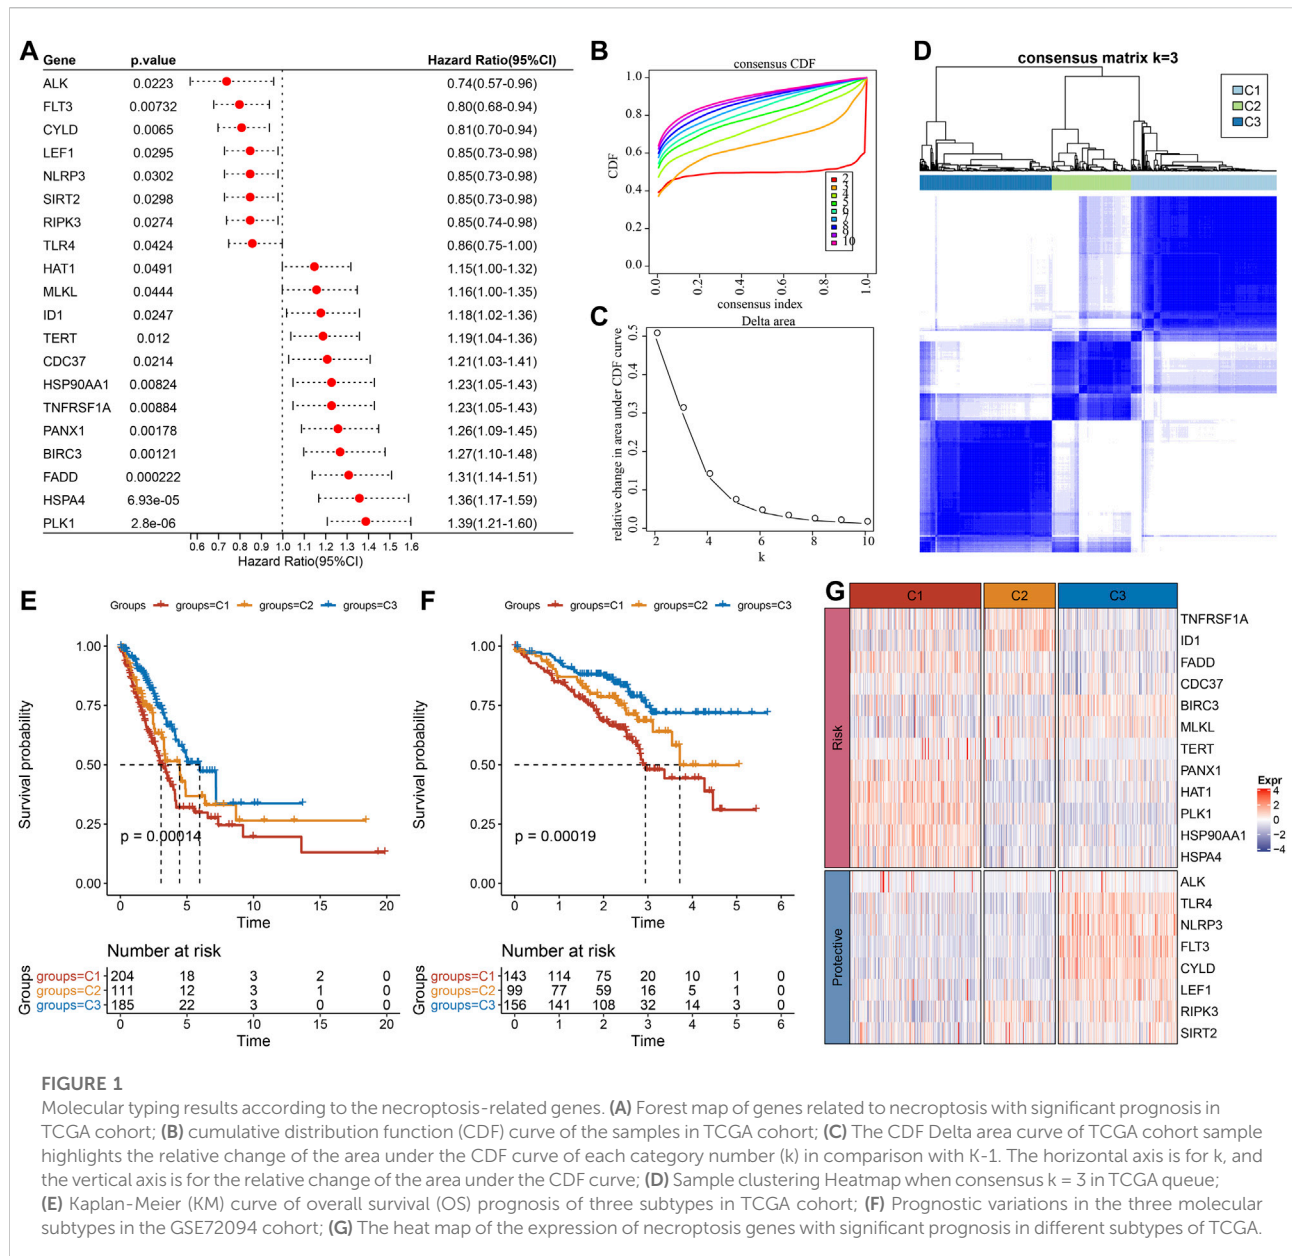 A
Gene p.value Hazard Ratio(95%CI)
ALK 0.0223 0.74(0.57-0.96)
FLT3 0.00732 0.80(0.68-0.94)
CYLD 0.0065 0.81(0.70-0.94)
LEF1 0.0295 0.85(0.73-0.98)
NLRP3 0.0302 0.85(0.73-0.98)
SIRT2 0.0298 0.85(0.73-0.98)
RIPK3 0.0274 0.85(0.74-0.98)
TLR4 0.0424 0.86(0.75-1.00)
HAT1 0.0491 1.15(1.00-1.32)
MLKL 0.0444 1.16(1.00-1.35)
ID1 0.0247 1.18(1.02-1.36)
TERT 0.012 1.19(1.04-1.36)
CDC37 0.0214 1.21(1.03-1.41)
HSP90AA1 0.00824 1.23(1.05-1.43)
TNFRSF1A 0.00884 1.23(1.05-1.43)
PANX1 0.00178 1.26(1.09-1.45)
BIRC3 0.00121 1.27(1.10-1.48)
FADD 0.000222 1.31(1.14-1.51)
HSPA4 6.93e-05 1.36(1.17-1.59)
PLK1 2.8e-06 1.39(1.21-1.60)
0.6 0.7 0.8 0.9 1.0 1.1 1.2 1.3 1.4 1.5 1.6
Hazard Ratio(95%CI)
B
consensus CDF
CDF
1.0
0.8
0.6
0.4
0.2
0.0
2
3
4
5
6
7
8
9
10
0.0 0.2 0.4 0.6 0.8 1.0
consensus index
C
Delta area
relative change in area under CDF curve
0.5
0.4
0.3
0.2
0.1
0.0
2 4 6 8 10
k
D
consensus matrix k=3
C1
C2
C3
E
Groups groups=C1 groups=C2 groups=C3
Survival probability
1.00
0.75
0.50
0.25
0.00
p = 0.00014
0 5 10 15 20
Time
Number at risk
Groups
groups=C1 204 18 3 2 0
groups=C2 111 12 3 1 0
groups=C3 185 22 3 0 0
0 5 10 15 20
Time
F
Groups groups=C1 groups=C2 groups=C3
Survival probability
1.00
0.75
0.50
0.25
0.00
p = 0.00019
0 1 2 3 4 5 6
Time
Number at risk
Groups
groups=C1 143 114 75 20 10 1 0
groups=C2 99 77 59 16 5 1 0
groups=C3 156 141 108 32 14 3 0
0 1 2 3 4 5 6
Time
G
C1 C2 C3
Risk
TNFRSF1A
ID1
FADD
CDC37
BIRC3
MLKL
TERT
PANX1
HAT1
PLK1
HSP90AA1
HSPA4
Protective
ALK
TLR4
NLRP3
FLT3
CYLD
LEF1
RIPK3
SIRT2
Expr
4
2
0
-2
-4
FIGURE 1
Molecular typing results according to the necroptosis-related genes. (A) Forest map of genes related to necroptosis with significant prognosis in
TCGA cohort; (B) cumulative distribution function (CDF) curve of the samples in TCGA cohort; (C) The CDF Delta area curve of TCGA cohort sample
highlights the relative change of the area under the CDF curve of each category number (k) in comparison with K-1. The horizontal axis is for k, and
the vertical axis is for the relative change of the area under the CDF curve; (D) Sample clustering Heatmap when consensus k = 3 in TCGA queue;
(E) Kaplan-Meier (KM) curve of overall survival (OS) prognosis of three subtypes in TCGA cohort; (F) Prognostic variations in the three molecular
subtypes in the GSE72094 cohort; (G) The heat map of the expression of necroptosis genes with significant prognosis in different subtypes of TCGA.